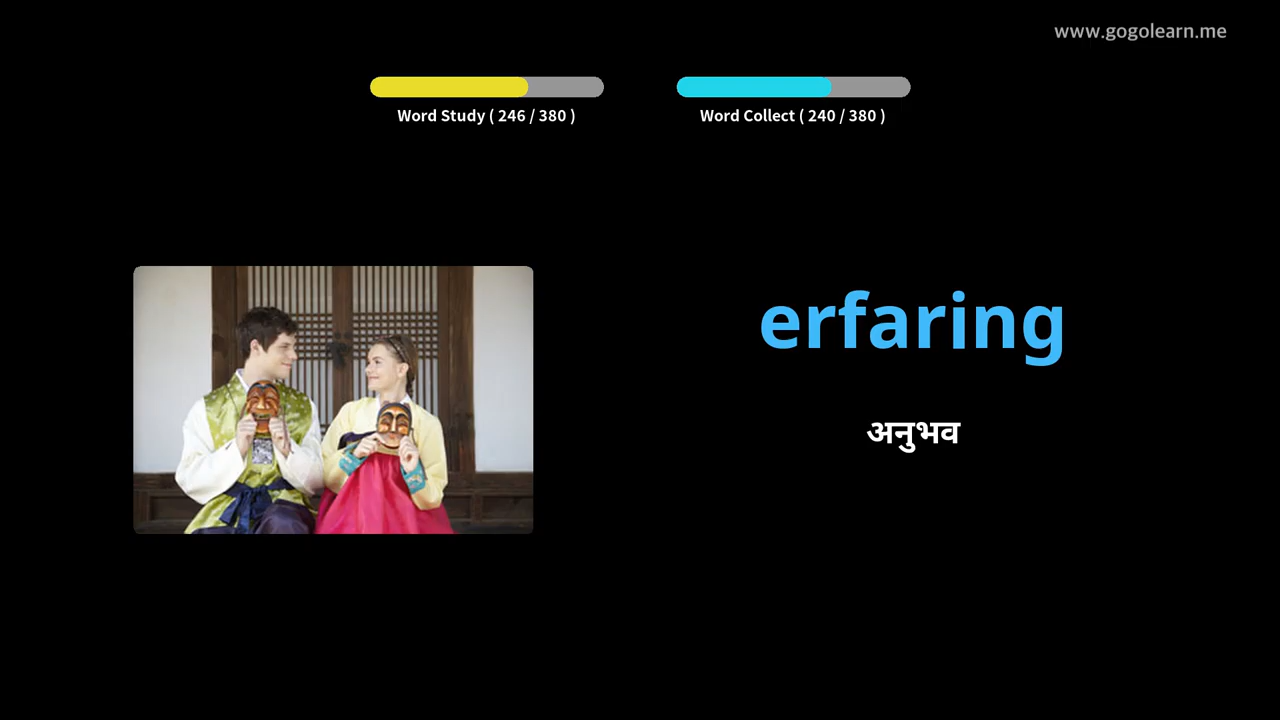 www.gogolearn.me
Word Study ( 246 / 380 )
Word Collect ( 240 / 380 )
erfaring
अनुभव